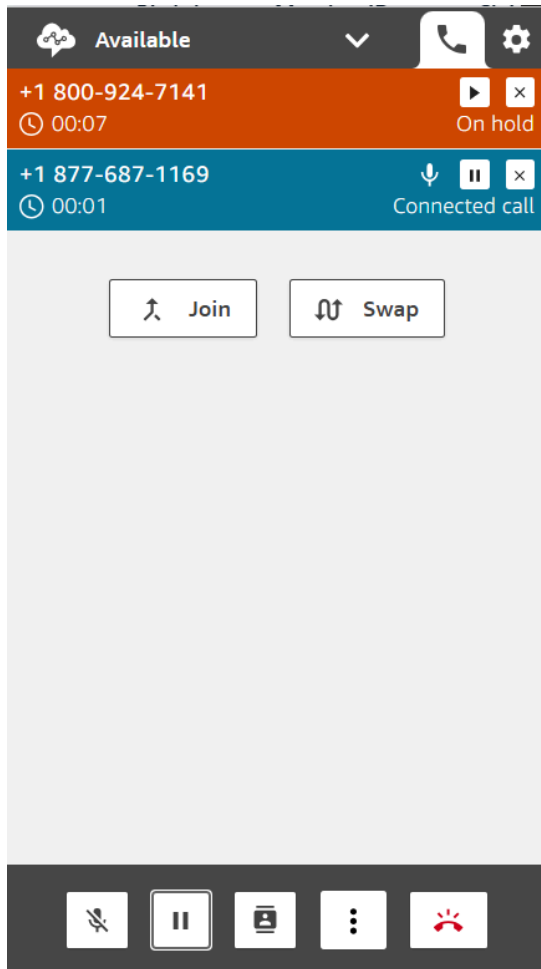 Available
+1 800-924-7141
00:07 On hold
+1 877-687-1169
00:01 Connected call
Join Swap